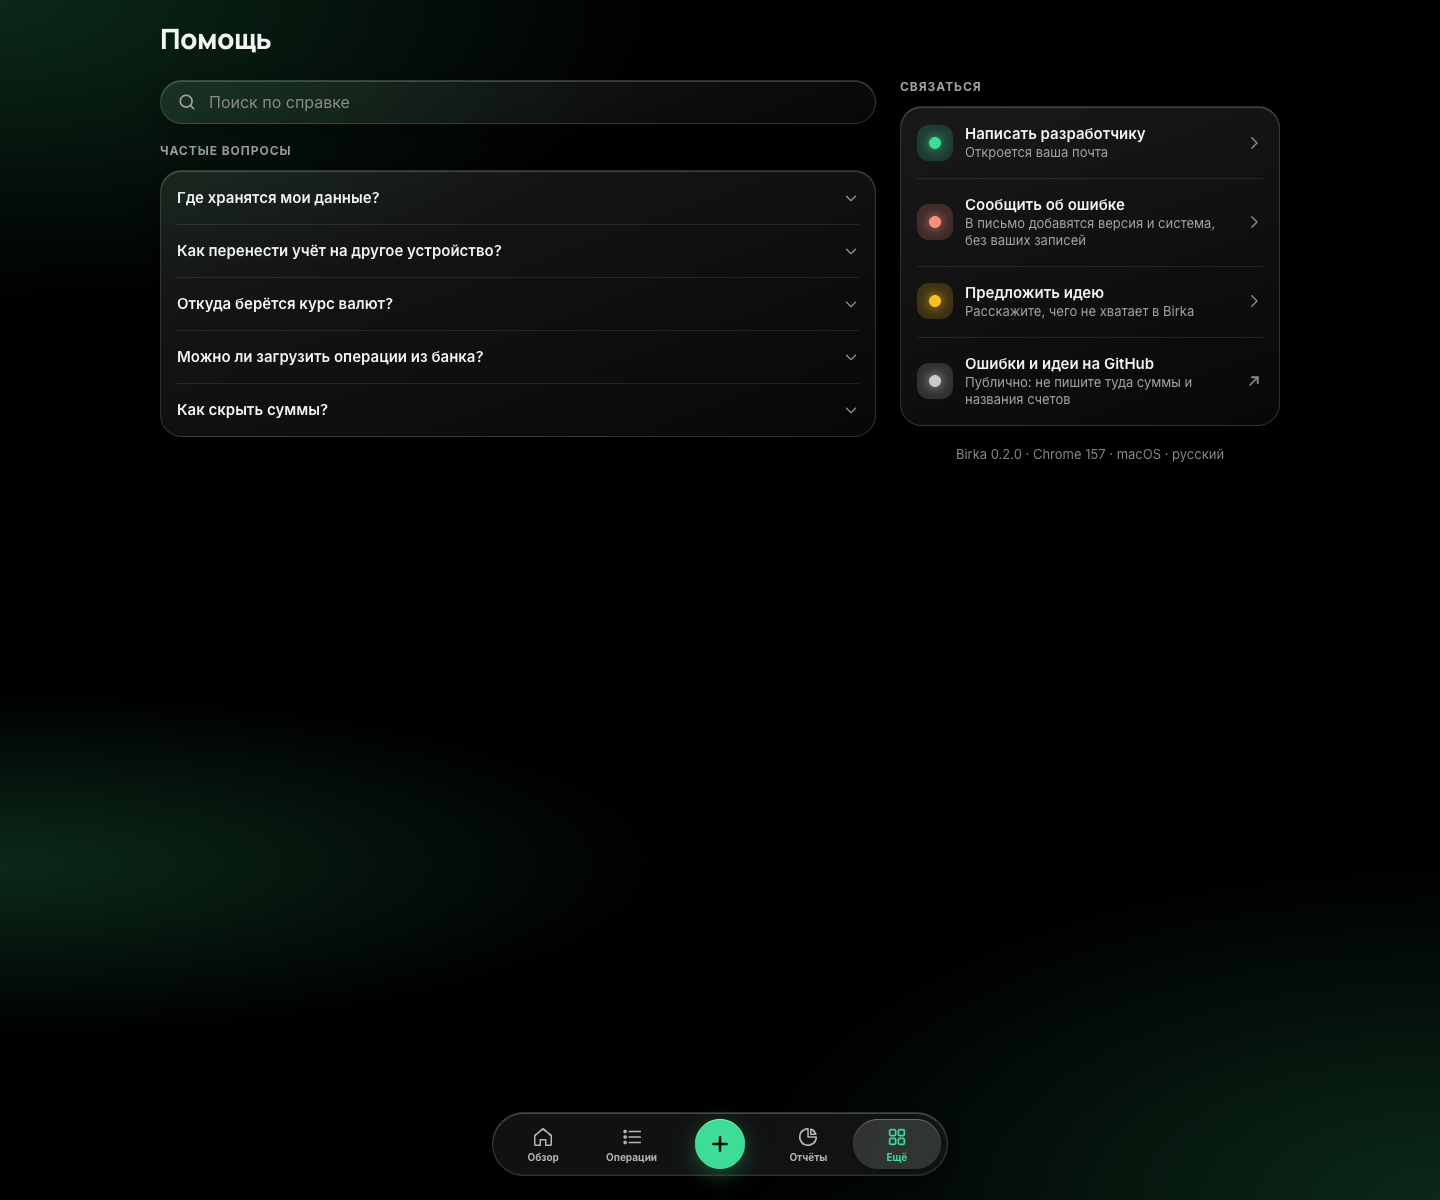 Помощь
Поиск по справке
ЧАСТЫЕ ВОПРОСЫ
Где хранятся мои данные?
Как перенести учёт на другое устройство?
Откуда берётся курс валют?
Можно ли загрузить операции из банка?
Как скрыть суммы?
СВЯЗАТЬСЯ
Написать разработчику
Откроется ваша почта
Сообщить об ошибке
В письмо добавятся версия и система,
без ваших записей
Предложить идею
Расскажите, чего не хватает в Birka
Ошибки и идеи на GitHub
Публично: не пишите туда суммы и
названия счетов
Birka 0.2.0 · Chrome 157 · macOS · русский
Обзор
Операции
Отчёты
Ещё